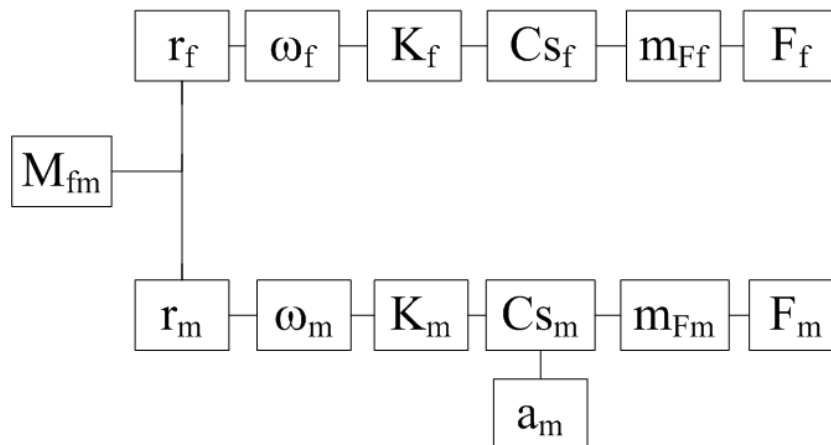 r_f ω_f K_f Cs_f m_Ff F_f
M_fm
r_m ω_m K_m Cs_m m_Fm F_m
a_m